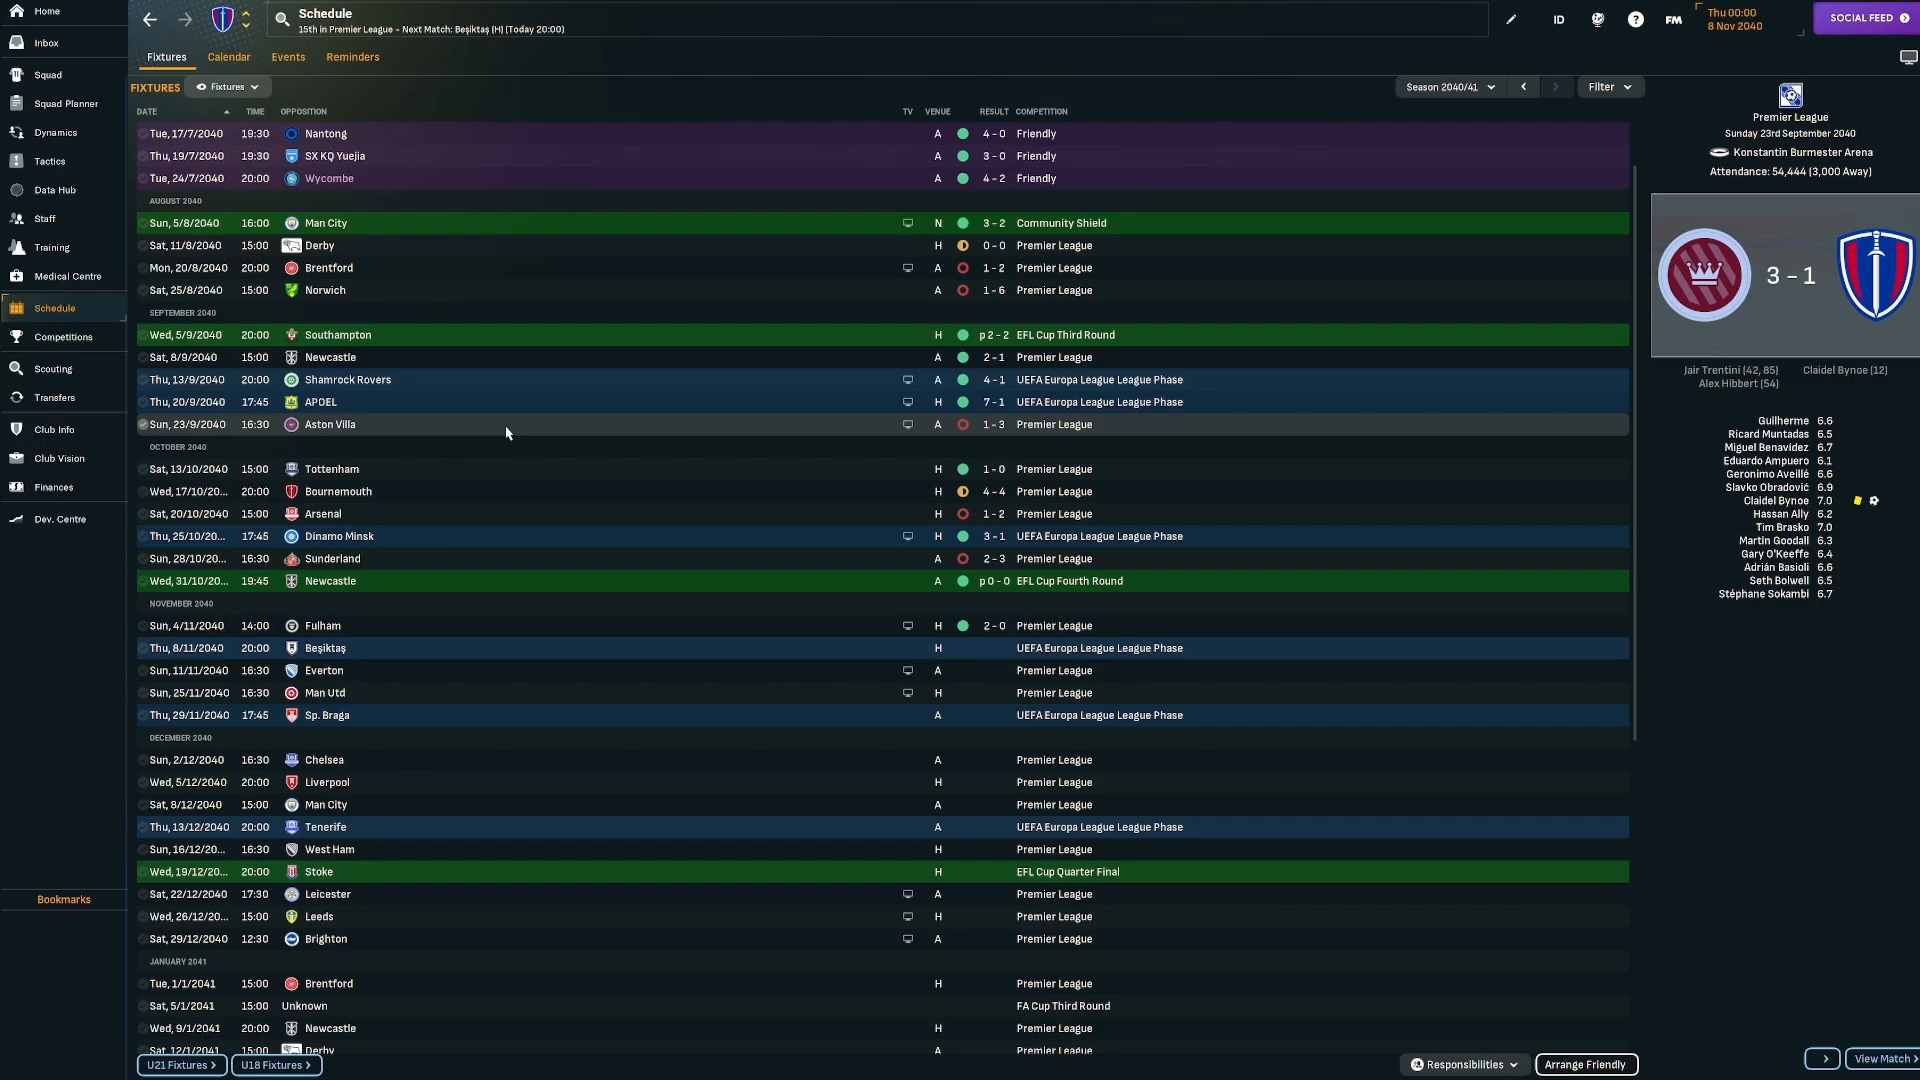 Home
Inbox
Squad
Squad Planner
Dynamics
Tactics
Data Hub
Staff
Training
Medical Centre
Schedule
Competitions
Scouting
Transfers
Club Info
Club Vision
Finances
Dev. Centre
Bookmarks
Schedule
15th in Premier League - Next Match: Beşiktaş (H) (Today 20:00)
ID
?
FM
Thu 00:00
8 Nov 2040
SOCIAL FEED
Fixtures Calendar Events Reminders
FIXTURES Fixtures Season 2040/41 Filter
DATE TIME OPPOSITION TV VENUE RESULT COMPETITION
Tue, 17/7/2040 19:30 Nantong A 4 - 0 Friendly
Thu, 19/7/2040 19:30 SX KQ Yuejia A 3 - 0 Friendly
Tue, 24/7/2040 20:00 Wycombe A 4 - 2 Friendly
AUGUST 2040
Sun, 5/8/2040 16:00 Man City N 3 - 2 Community Shield
Sat, 11/8/2040 15:00 Derby H 0 - 0 Premier League
Mon, 20/8/2040 20:00 Brentford A 1 - 2 Premier League
Sat, 25/8/2040 15:00 Norwich A 1 - 6 Premier League
SEPTEMBER 2040
Wed, 5/9/2040 20:00 Southampton H p 2 - 2 EFL Cup Third Round
Sat, 8/9/2040 15:00 Newcastle A 2 - 1 Premier League
Thu, 13/9/2040 20:00 Shamrock Rovers A 4 - 1 UEFA Europa League League Phase
Thu, 20/9/2040 17:45 APOEL H 7 - 1 UEFA Europa League League Phase
Sun, 23/9/2040 16:30 Aston Villa A 1 - 3 Premier League
OCTOBER 2040
Sat, 13/10/2040 15:00 Tottenham H 1 - 0 Premier League
Wed, 17/10/20... 20:00 Bournemouth H 4 - 4 Premier League
Sat, 20/10/2040 15:00 Arsenal H 1 - 2 Premier League
Thu, 25/10/20... 17:45 Dinamo Minsk H 3 - 1 UEFA Europa League League Phase
Sun, 28/10/20... 16:30 Sunderland A 2 - 3 Premier League
Wed, 31/10/20... 19:45 Newcastle A p 0 - 0 EFL Cup Fourth Round
NOVEMBER 2040
Sun, 4/11/2040 14:00 Fulham H 2 - 0 Premier League
Thu, 8/11/2040 20:00 Beşiktaş H UEFA Europa League League Phase
Sun, 11/11/2040 16:30 Everton A Premier League
Sun, 25/11/2040 16:30 Man Utd H Premier League
Thu, 29/11/2040 17:45 Sp. Braga A UEFA Europa League League Phase
DECEMBER 2040
Sun, 2/12/2040 16:30 Chelsea A Premier League
Wed, 5/12/2040 20:00 Liverpool H Premier League
Sat, 8/12/2040 15:00 Man City A Premier League
Thu, 13/12/2040 20:00 Tenerife A UEFA Europa League League Phase
Sun, 16/12/20... 16:30 West Ham H Premier League
Wed, 19/12/20... 20:00 Stoke H EFL Cup Quarter Final
Sat, 22/12/2040 17:30 Leicester A Premier League
Wed, 26/12/20... 15:00 Leeds H Premier League
Sat, 29/12/2040 12:30 Brighton A Premier League
JANUARY 2041
Tue, 1/1/2041 15:00 Brentford H Premier League
Sat, 5/1/2041 15:00 Unknown FA Cup Third Round
Wed, 9/1/2041 20:00 Newcastle H Premier League
Sat, 12/1/2041 15:00 Derby A Premier League
U21 Fixtures > U18 Fixtures > Responsibilities Arrange Friendly
Premier League
Sunday 23rd September 2040
Konstantin Burmester Arena
Attendance: 54,444 (3,000 Away)
3 - 1
Jair Trentini (42, 85) Claidel Bynoe (12)
Alex Hibbert (54)
Guilherme 6.6
Ricard Muntadas 6.5
Miguel Benavídez 6.7
Eduardo Ampuero 6.1
Geronimo Aveillé 6.6
Slavko Obradović 6.9
Claidel Bynoe 7.0
Hassan Ally 6.2
Tim Brasko 7.0
Martin Goodall 6.3
Gary O'Keeffe 6.4
Adrián Basioli 6.6
Seth Bolwell 6.5
Stéphane Sokambi 6.7
> View Match >